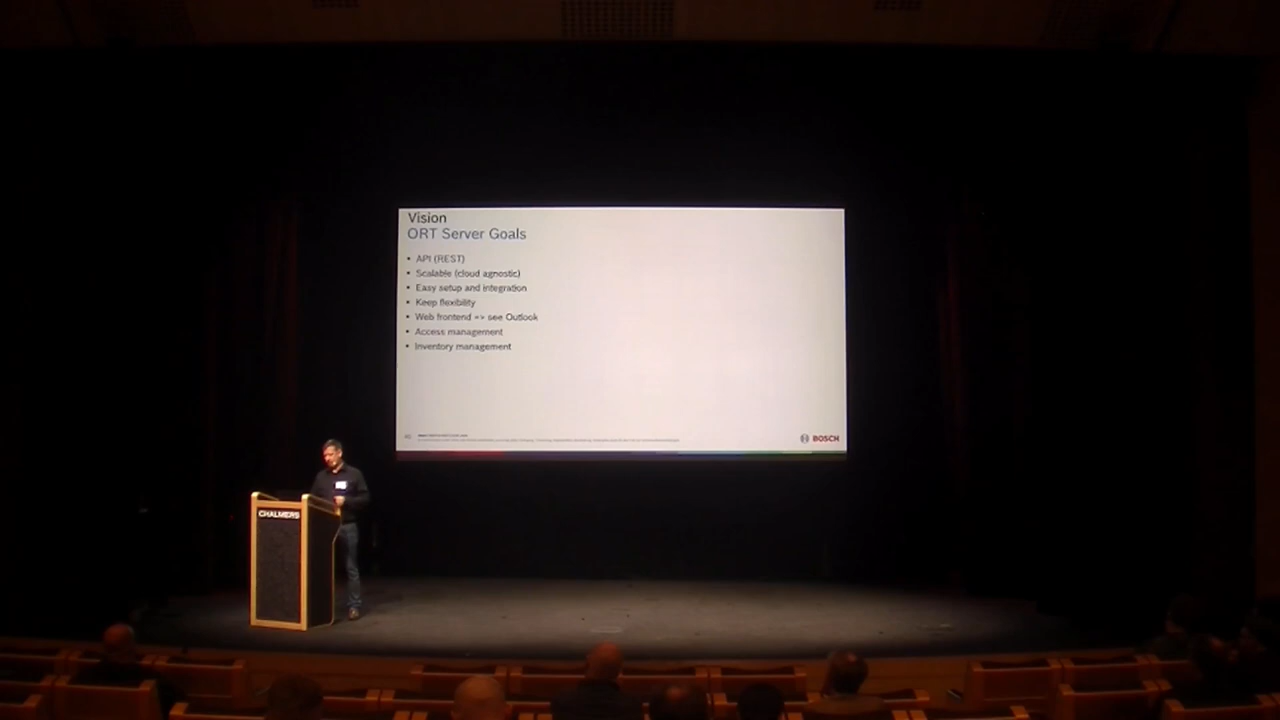 Vision
ORT Server Goals
• API (REST)
• Scalable (cloud agnostic)
• Easy setup and integration
• Keep flexibility
• Web frontend => see Outlook
• Access management
• Inventory management
BOSCH
CHALMERS